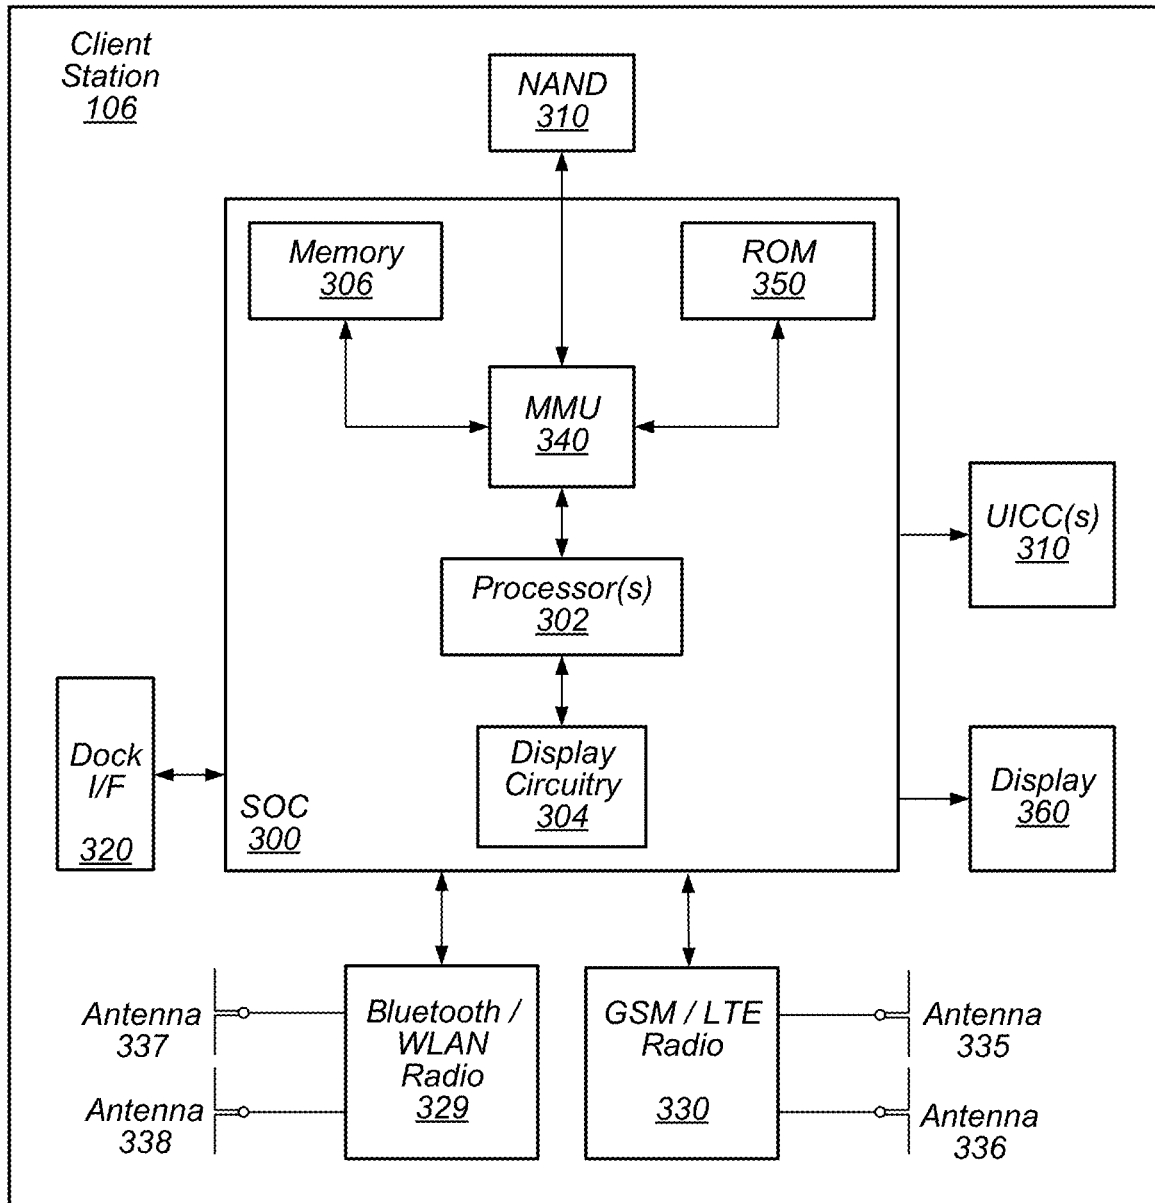 Client
Station
106
NAND
310
Memory
306
ROM
350
MMU
340
UICC(s)
310
Processor(s)
302
Dock
I/F
320
Display
Circuitry
304
SOC
300
Display
360
Antenna
337
Antenna
338
Bluetooth /
WLAN
Radio
329
GSM / LTE
Radio
330
Antenna
335
Antenna
336